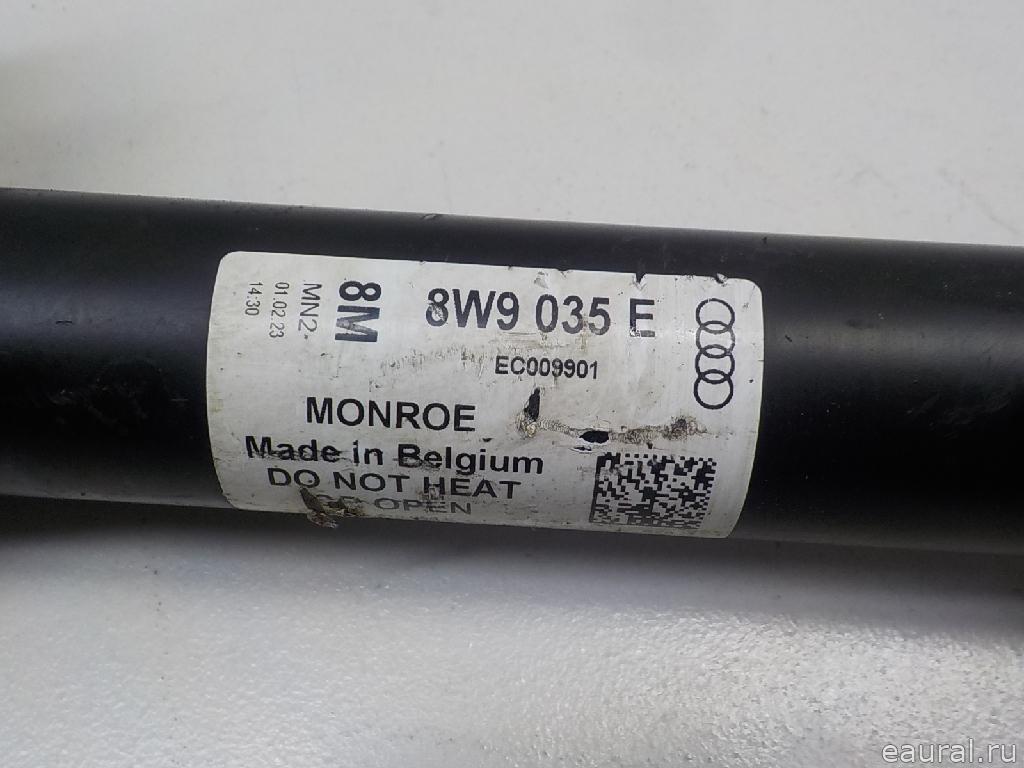 8M
MN2-
01.02.23
14:30
8W9 035 E
EC009901
MONROE
Made in Belgium
DO NOT HEAT
OR OPEN
eaural.ru